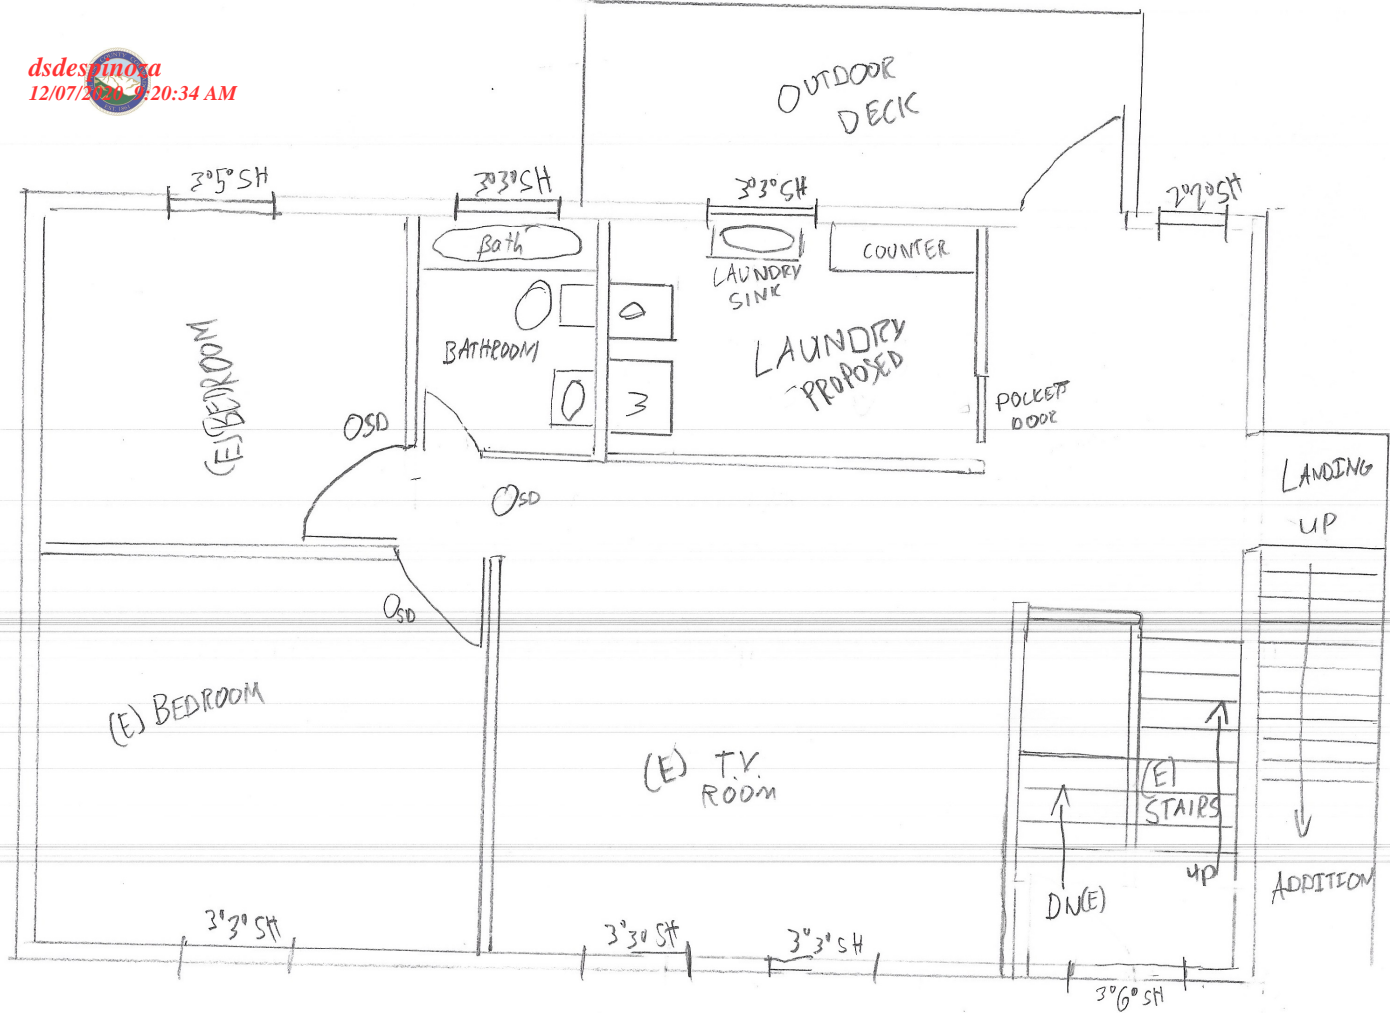 dsdespinoza
12/07/2020 9:20:34 AM
OUTDOOR
DECK
3°5°SH
3°3°SH
3°3°SH
2°2°SH
Bath
COUNTER
LAUNDRY
SINK
BATHROOM
LAUNDRY
PROPOSED
(E) BEDROOM
POCKET
DOOR
OSD
OSD
OSD
LANDING
UP
(E) BEDROOM
(E) T.V.
ROOM
(E)
STAIRS
UP
DN(E)
ADDITION
3°3°SH
3°3°SH
3°3°SH
3°6°SH